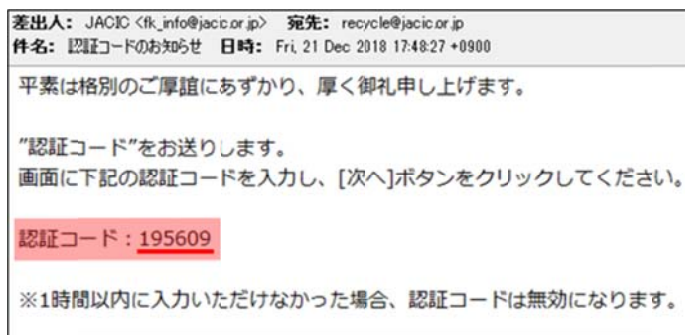 差出人： JACIC <fk_info@jacic.or.jp> 宛先： recycle@jacic.or.jp
件名： 認証コードのお知らせ 日時： Fri, 21 Dec 2018 17:48:27 +0900
平素は格別のご厚誼にあずかり、厚く御礼申し上げます。
"認証コード"をお送りします。
画面に下記の認証コードを入力し、[次へ]ボタンをクリックしてください。
認証コード：195609
※1時間以内に入力いただけなかった場合、認証コードは無効になります。